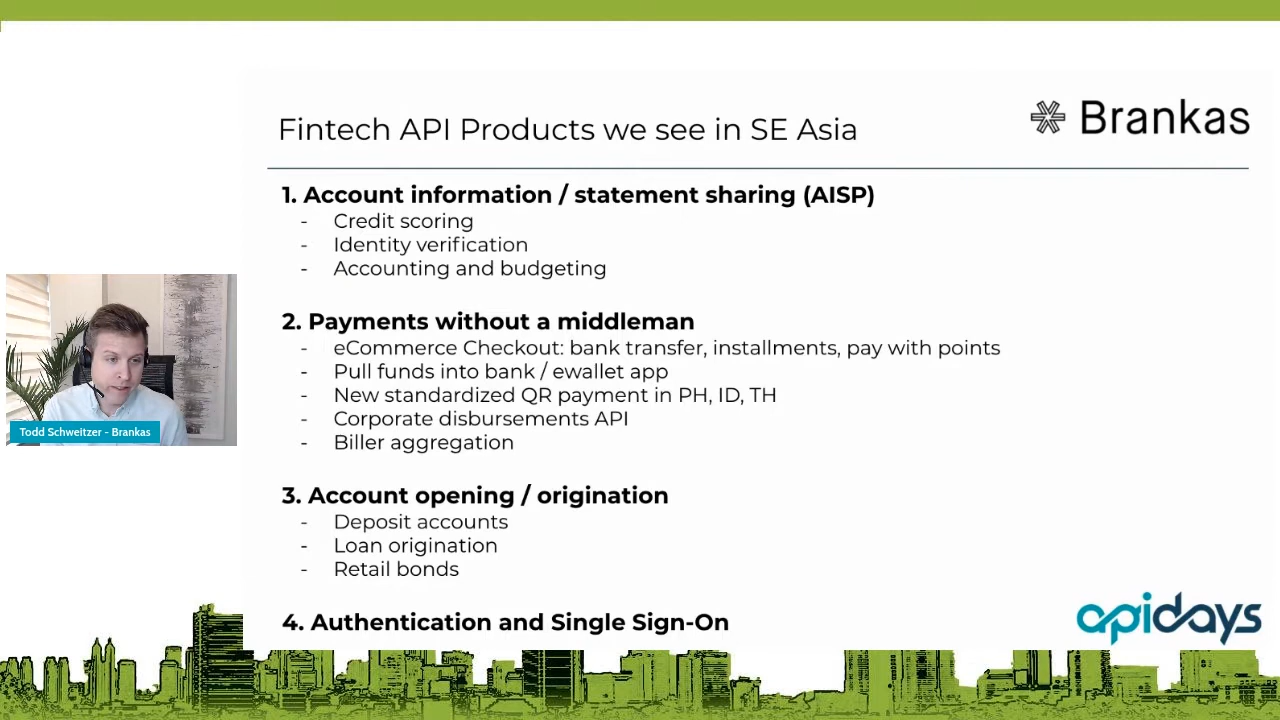 Fintech API Products we see in SE Asia
Brankas
1. Account information / statement sharing (AISP)
- Credit scoring
- Identity verification
- Accounting and budgeting
2. Payments without a middleman
- eCommerce Checkout: bank transfer, installments, pay with points
- Pull funds into bank / ewallet app
- New standardized QR payment in PH, ID, TH
- Corporate disbursements API
- Biller aggregation
3. Account opening / origination
- Deposit accounts
- Loan origination
- Retail bonds
4. Authentication and Single Sign-On
Todd Schweitzer - Brankas
apidays